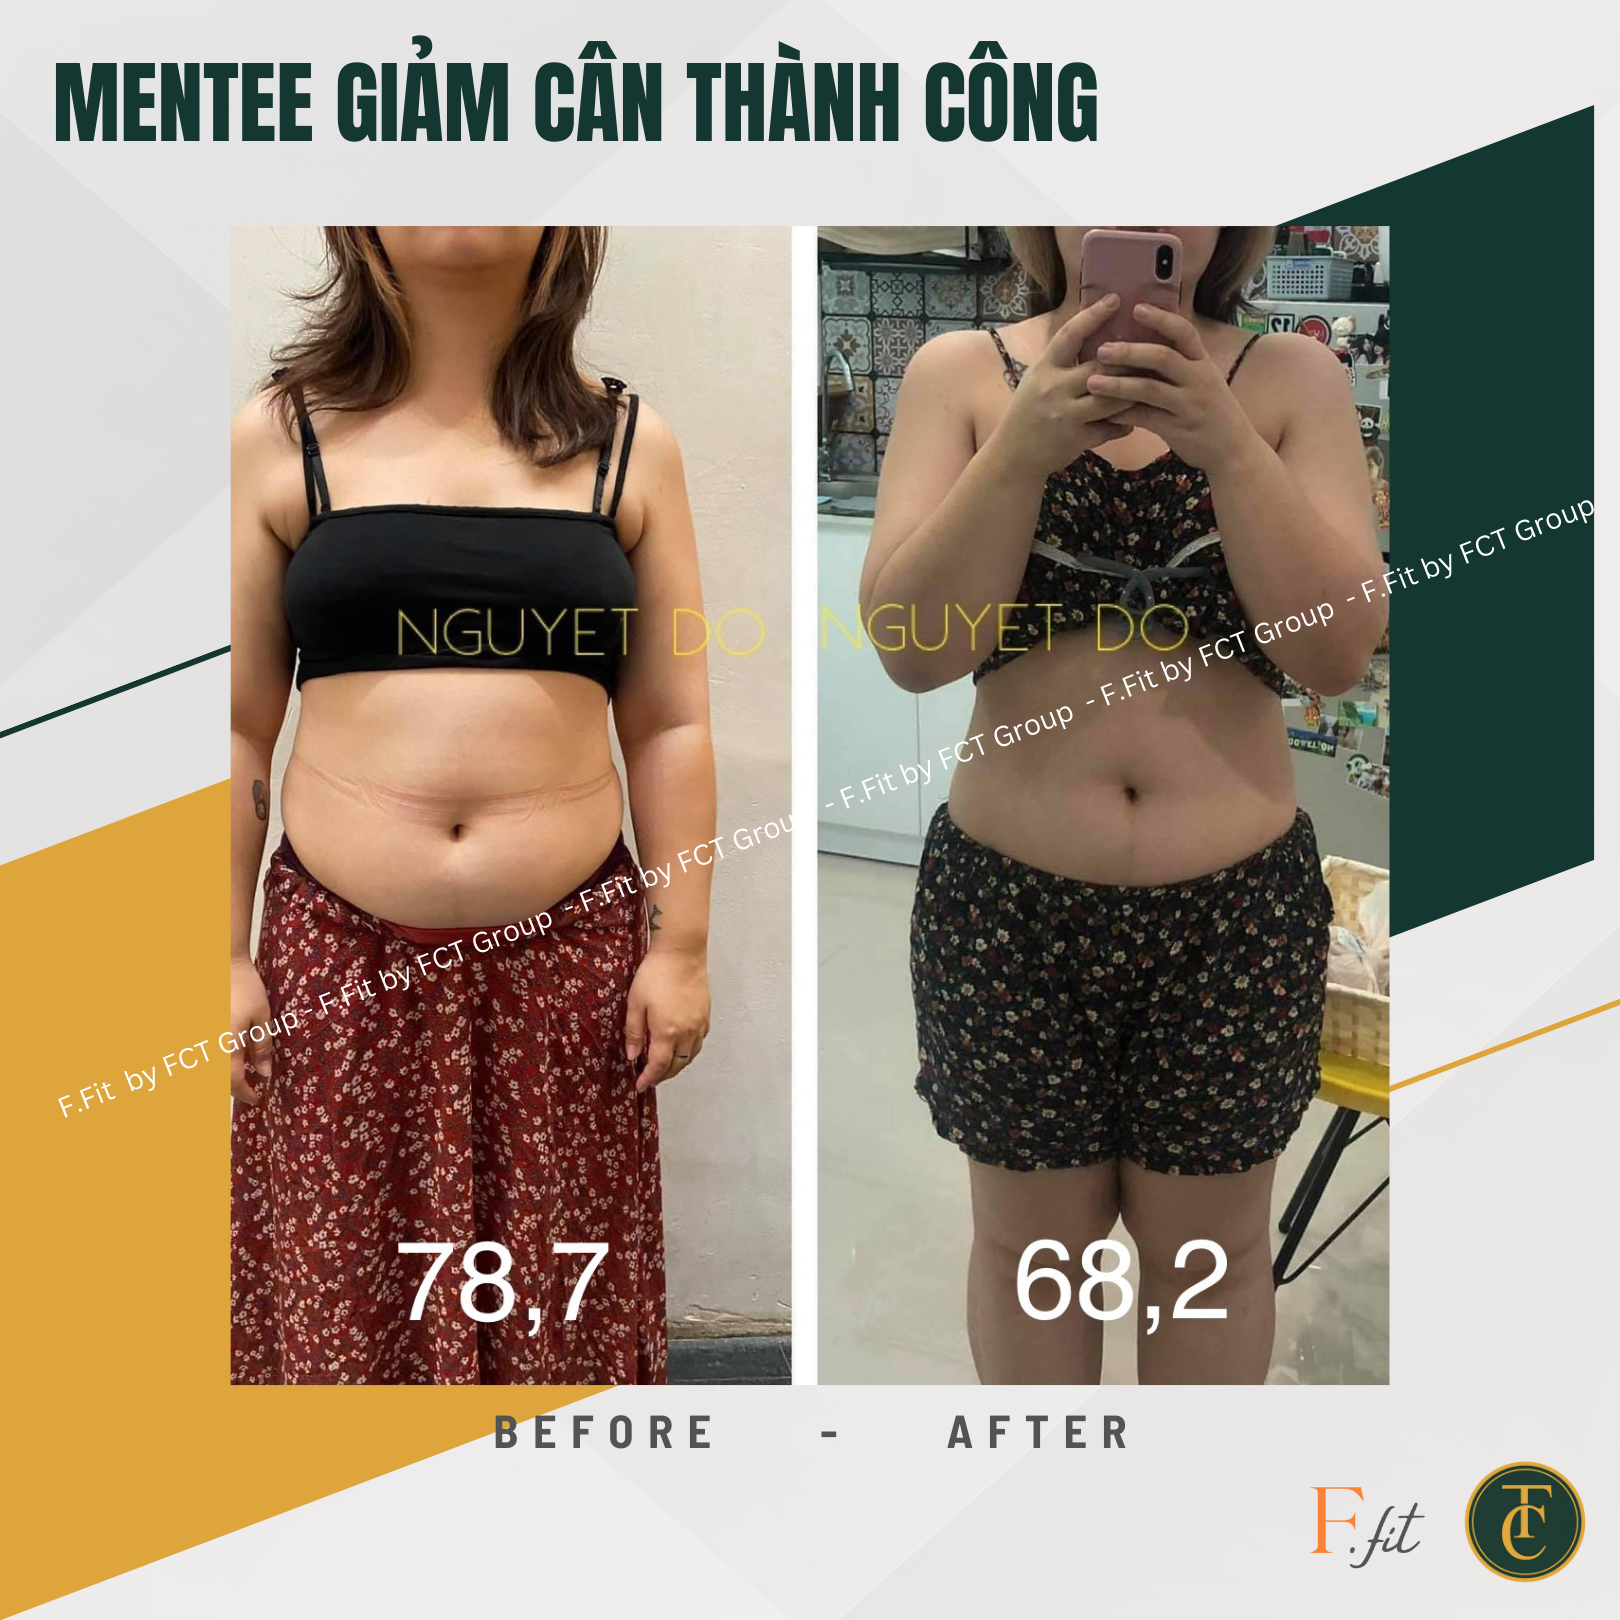 MENTEE GIẢM CÂN THÀNH CÔNG
NGUYET DO
NGUYET DO
F.Fit by FCT Group - F.Fit by FCT Group - F.Fit by FCT Grou - F.Fit by FCT Group - F.Fit by FCT Group - F.Fit by FCT Group
78,7
68,2
BEFORE - AFTER
F.fit